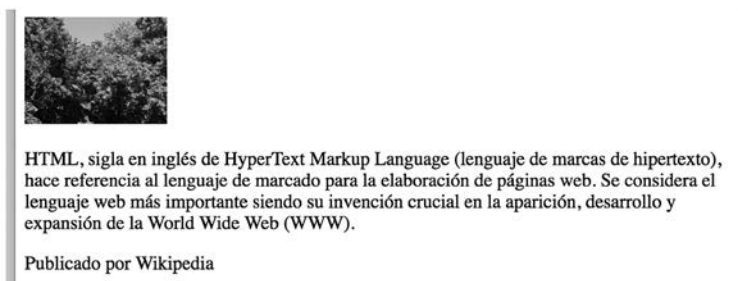 HTML, sigla en inglés de HyperText Markup Language (lenguaje de marcas de hipertexto),
hace referencia al lenguaje de marcado para la elaboración de páginas web. Se considera el
lenguaje web más importante siendo su invención crucial en la aparición, desarrollo y
expansión de la World Wide Web (WWW).
Publicado por Wikipedia